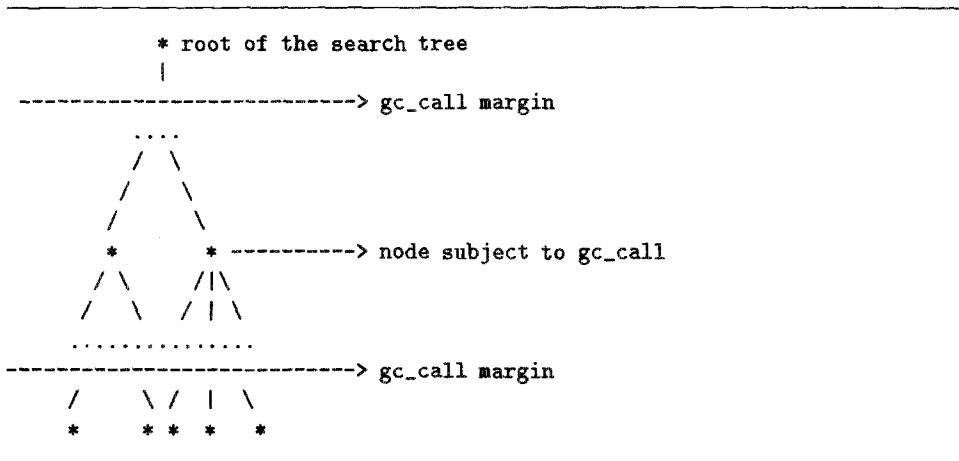 * root of the search tree
|
---------------------------> gc_call margin
....
/ \
/ \
/ \
* * ----------> node subject to gc_call
/ \ /|\
/ \ / | \
...............
----------------------------> gc_call margin
/ \ / | \
* * * * *